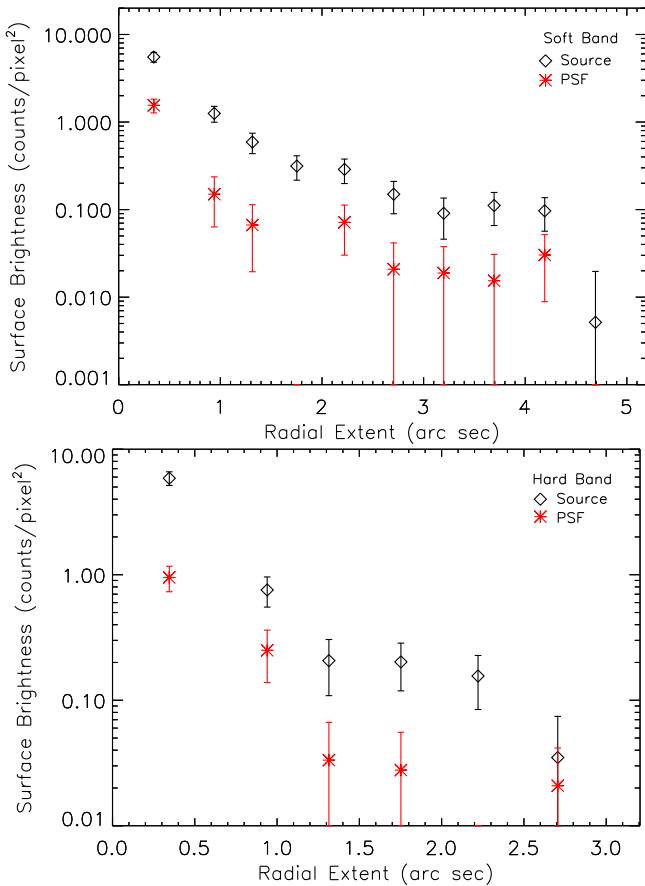 10.000
1.000
0.100
0.010
0.001
Surface Brightness (counts/pixel²)
Soft Band
Source
PSF
0 1 2 3 4 5
Radial Extent (arc sec)
10.00
1.00
0.10
0.01
Surface Brightness (counts/pixel²)
Hard Band
Source
PSF
0.0 0.5 1.0 1.5 2.0 2.5 3.0
Radial Extent (arc sec)